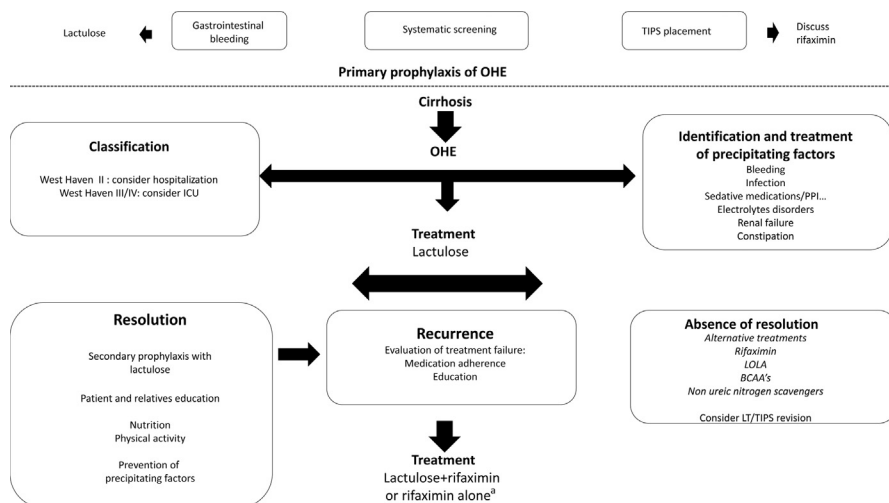 Lactulose
Gastrointestinal
bleeding
Systematic screening
TIPS placement
Discuss
rifaximin
Primary prophylaxis of OHE
Cirrhosis
OHE
Classification
West Haven II : consider hospitalization
West Haven III/IV: consider ICU
Identification and treatment
of precipitating factors
Bleeding
Infection
Sedative medications/PPI...
Electrolytes disorders
Renal failure
Constipation
Treatment
Lactulose
Resolution
Secondary prophylaxis with
lactulose
Patient and relatives education
Nutrition
Physical activity
Prevention of
precipitating factors
Recurrence
Evaluation of treatment failure:
Medication adherence
Education
Absence of resolution
Alternative treatments
Rifaximin
LOLA
BCAA's
Non ureic nitrogen scavengers
Consider LT/TIPS revision
Treatment
Lactulose+rifaximin
or rifaximin alone<sup>a</sup>